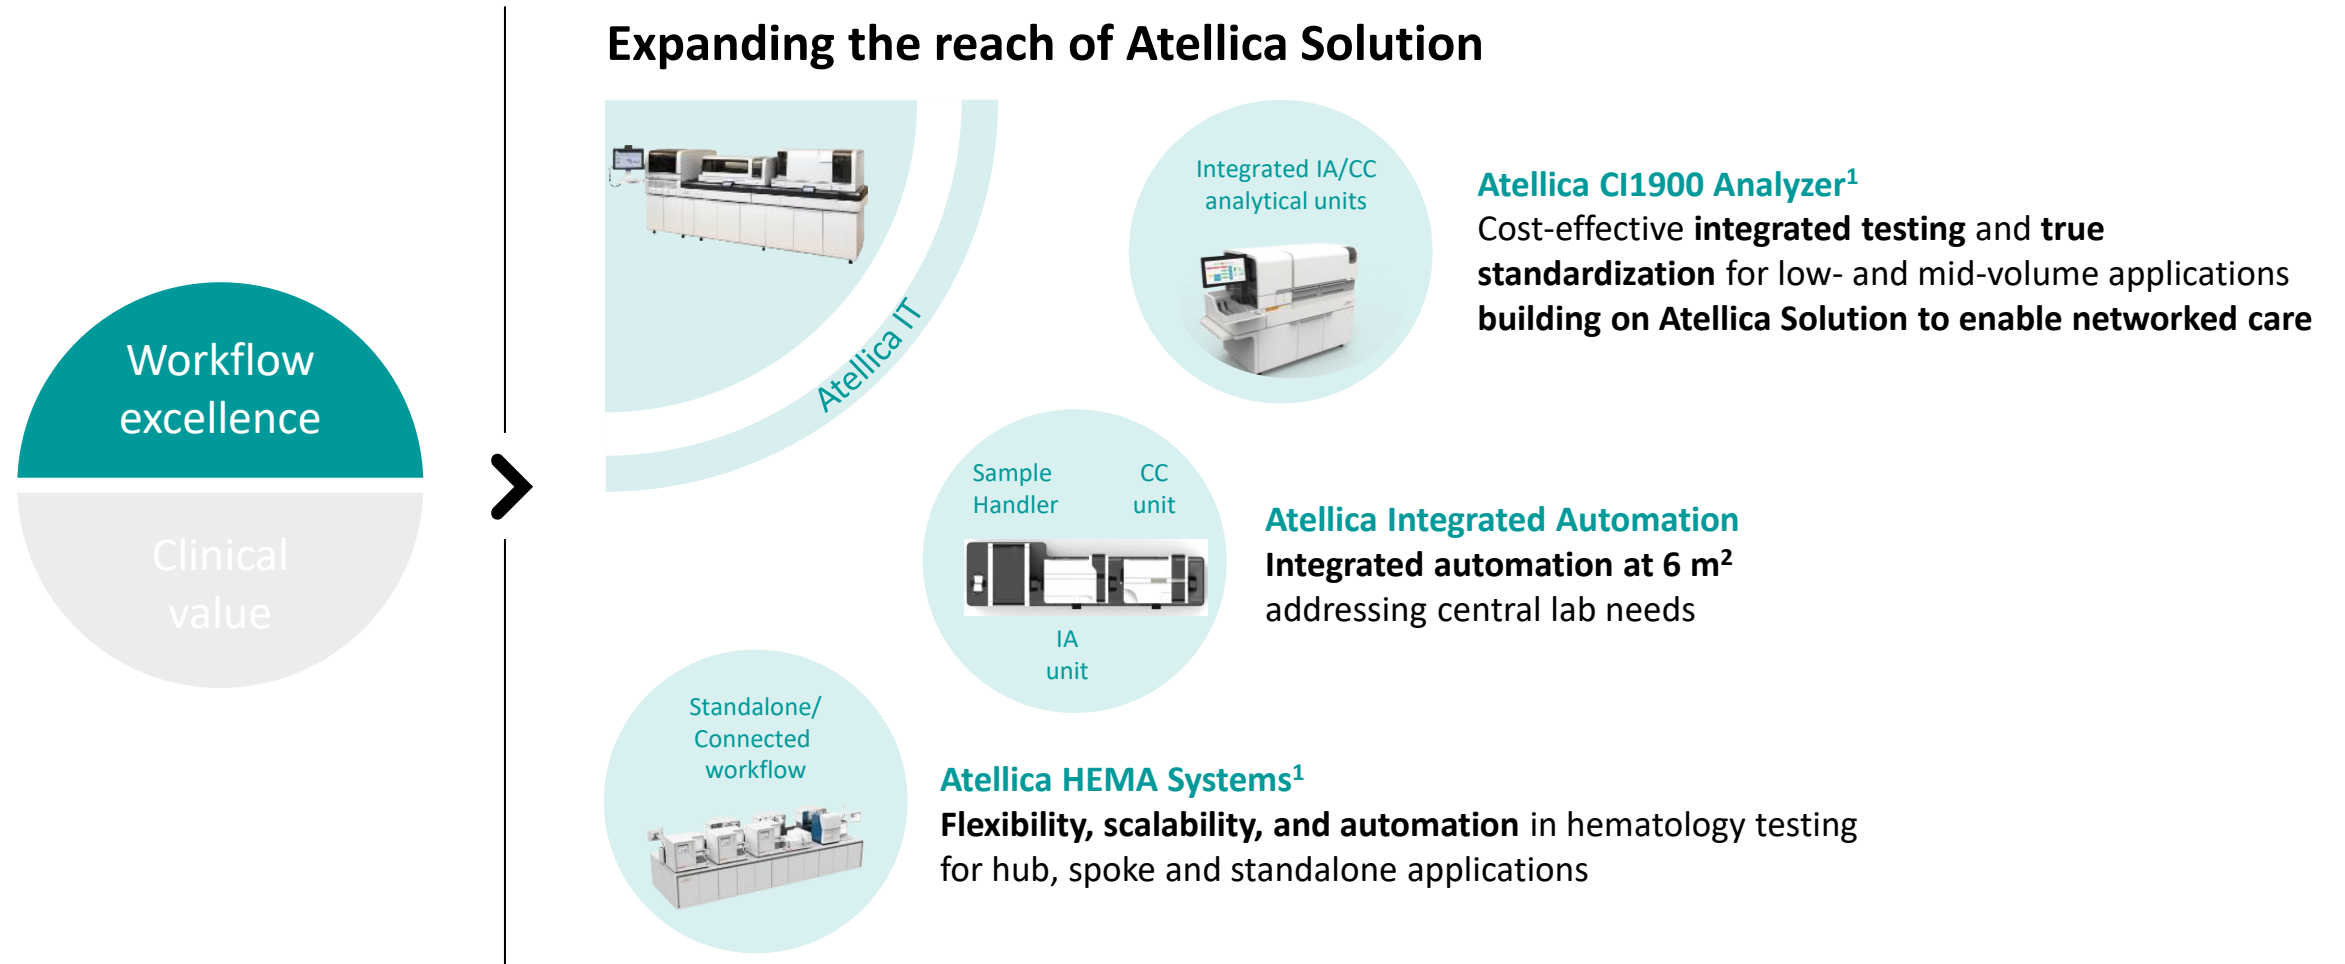 Expanding the reach of Atellica Solution
Workflow
excellence
Clinical
value
Atellica IT
Integrated IA/CC
analytical units
Atellica CI1900 Analyzer¹
Cost-effective integrated testing and true
standardization for low- and mid-volume applications
building on Atellica Solution to enable networked care
Sample
Handler
CC
unit
IA
unit
Atellica Integrated Automation
Integrated automation at 6 m²
addressing central lab needs
Standalone/
Connected
workflow
Atellica HEMA Systems¹
Flexibility, scalability, and automation in hematology testing
for hub, spoke and standalone applications